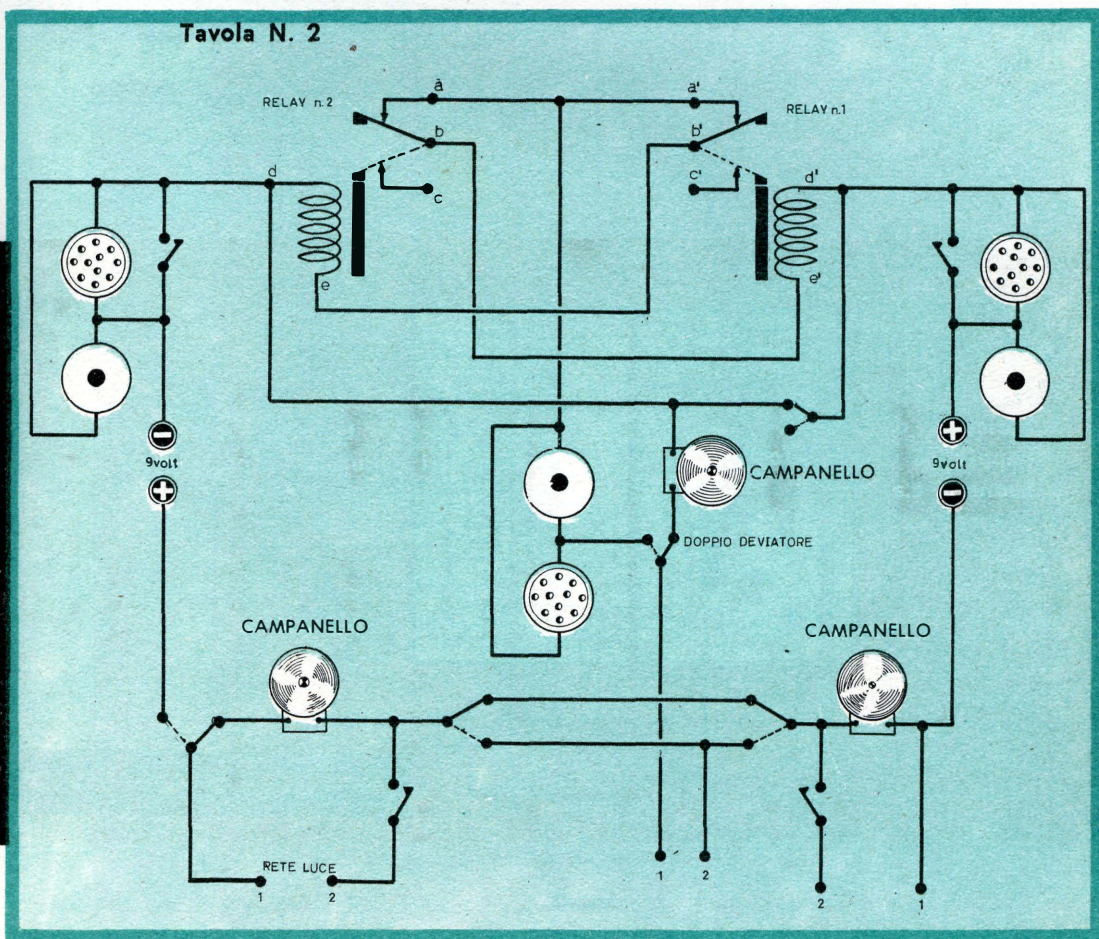 Tavola N. 2
RELAY n.2
RELAY n.1
a
a'
b
b'
c
c'
d
d'
e
e'
9volt
9volt
CAMPANELLO
DOPPIO DEVIATORE
CAMPANELLO
CAMPANELLO
RETE LUCE
1
2
1
2
2
1